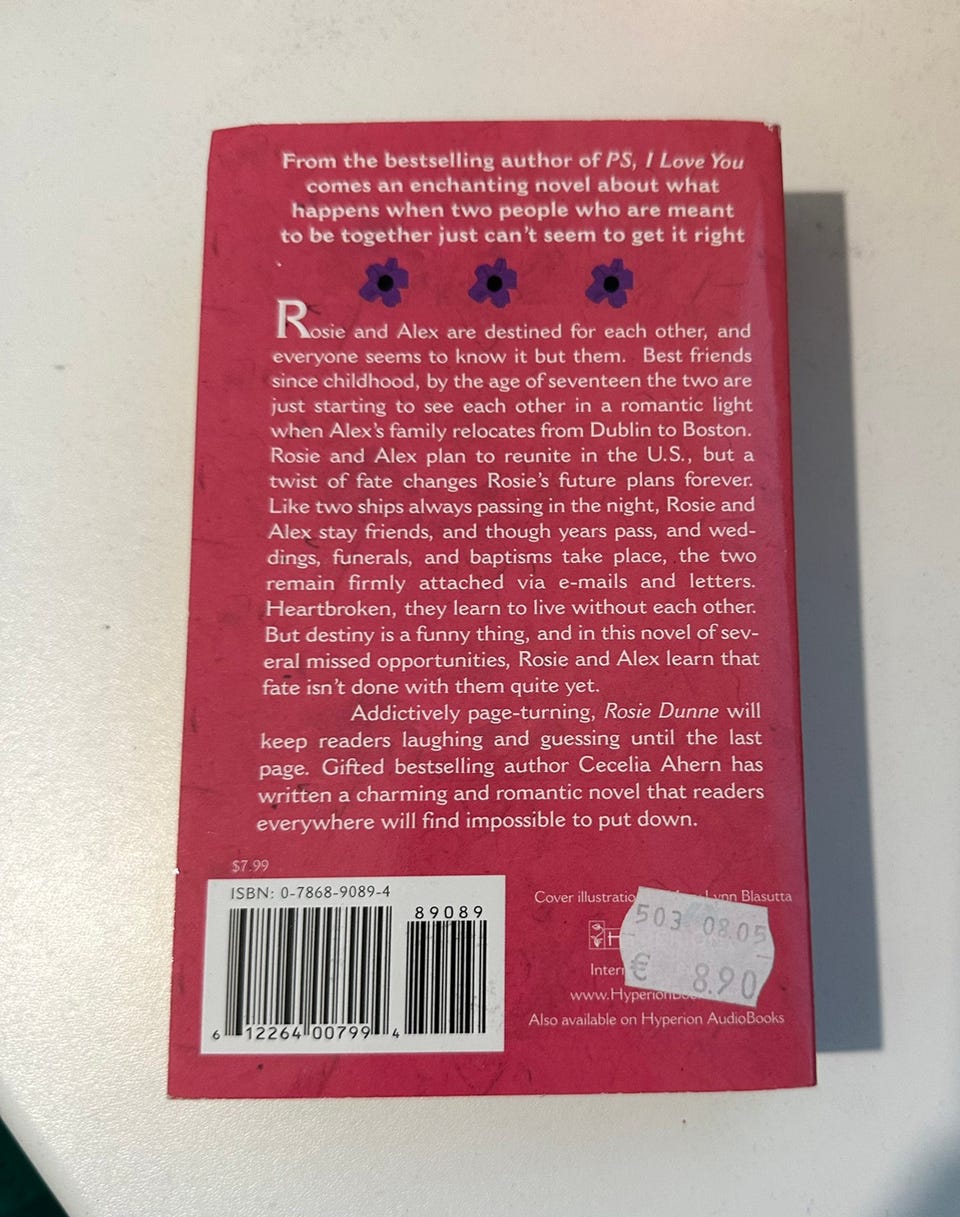 From the bestselling author of PS, I Love You
comes an enchanting novel about what
happens when two people who are meant
to be together just can't seem to get it right
Rosie and Alex are destined for each other, and
everyone seems to know it but them. Best friends
since childhood, by the age of seventeen the two are
just starting to see each other in a romantic light
when Alex's family relocates from Dublin to Boston.
Rosie and Alex plan to reunite in the U.S., but a
twist of fate changes Rosie's future plans forever.
Like two ships always passing in the night, Rosie and
Alex stay friends, and though years pass, and wed-
dings, funerals, and baptisms take place, the two
remain firmly attached via e-mails and letters.
Heartbroken, they learn to live without each other.
But destiny is a funny thing, and in this novel of sev-
eral missed opportunities, Rosie and Alex learn that
fate isn't done with them quite yet.
Addictively page-turning, Rosie Dunne will
keep readers laughing and guessing until the last
page. Gifted bestselling author Cecelia Ahern has
written a charming and romantic novel that readers
everywhere will find impossible to put down.
$7.99
ISBN: 0-7868-9089-4
89089
6 12264 00799 4
Cover Lynn Blasutta
503 08.05
€ 8.90
Also available on Hyperion AudioBooks